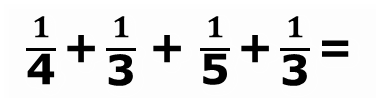 1/4 + 1/3 + 1/5 + 1/3 =